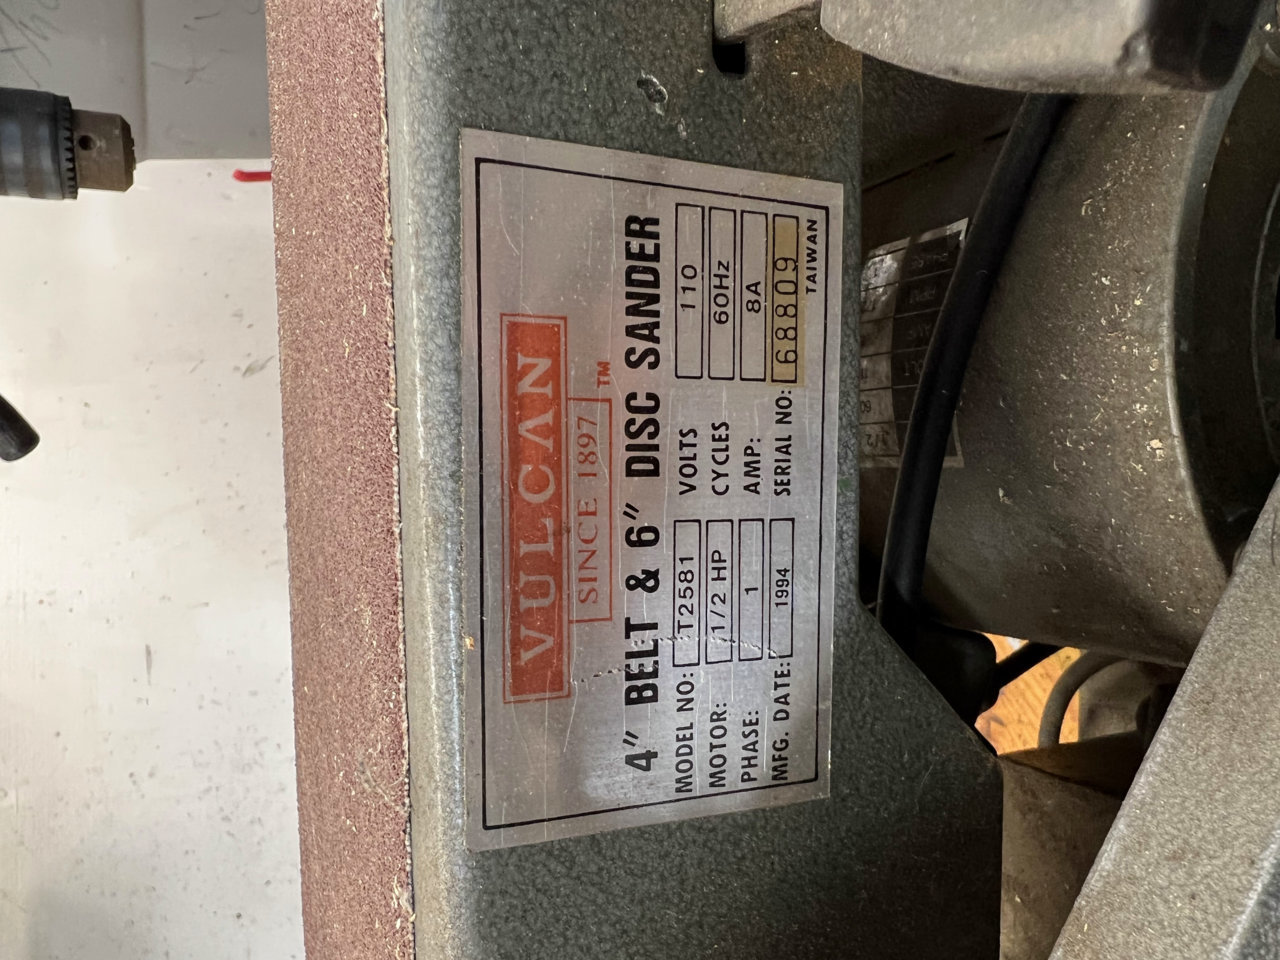 VULCAN
SINCE 1897 ™
4" BELT & 6" DISC SANDER
MODEL NO: T2581 VOLTS 110
MOTOR: 1/2 HP CYCLES 60Hz
PHASE: 1 AMP: 8A
MFG. DATE: 1994 SERIAL NO: 688809
TAIWAN